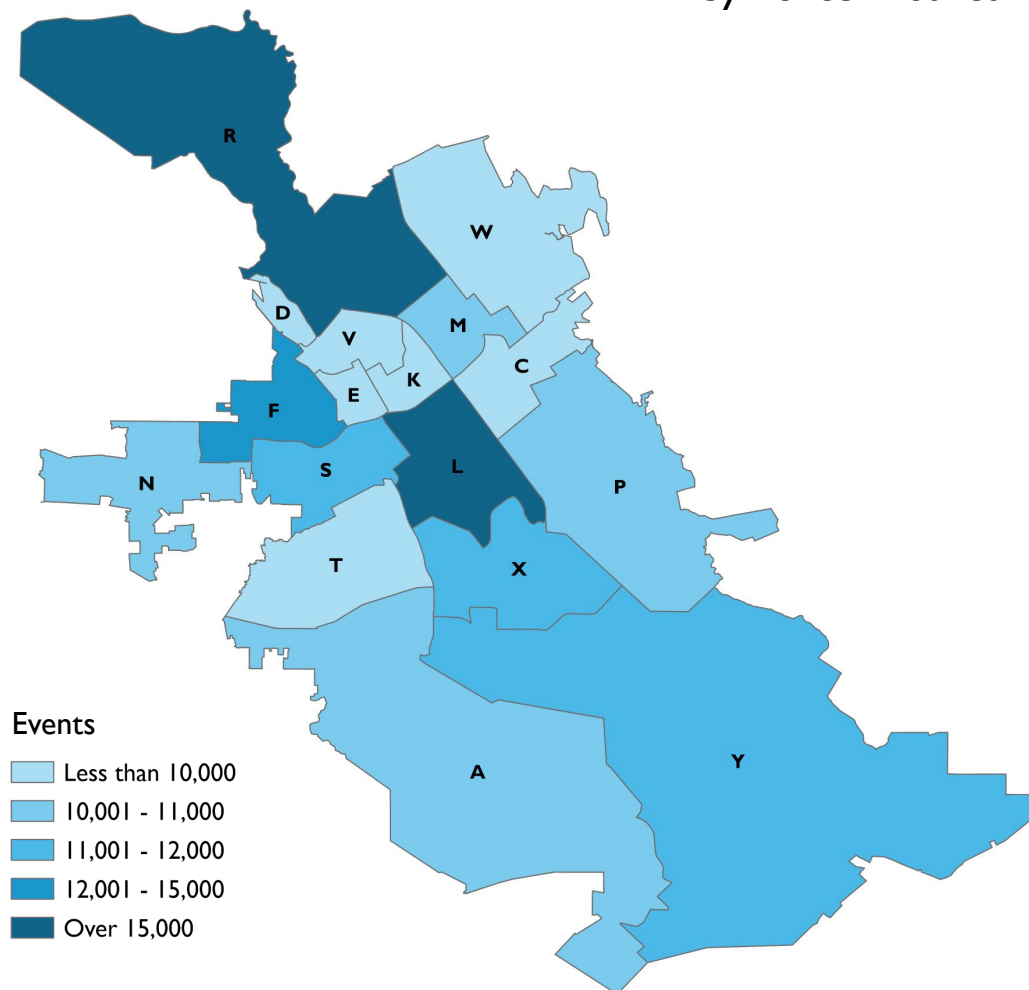 R
W
D
M
V
C
K
E
F
L
S
N
P
T
X
Y
A
Events
Less than 10,000
10,001 - 11,000
11,001 - 12,000
12,001 - 15,000
Over 15,000